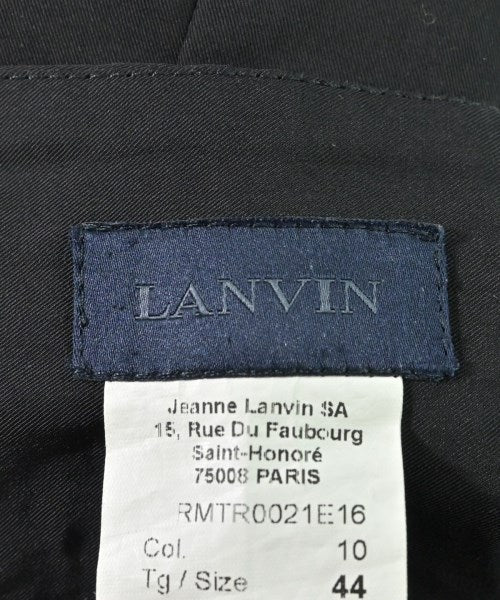 LANVIN
Jeanne Lanvin SA
15, Rue Du Faubourg
Saint-Honoré
75008 PARIS
RMTR0021E16
Col. 10
Tg / Size 44